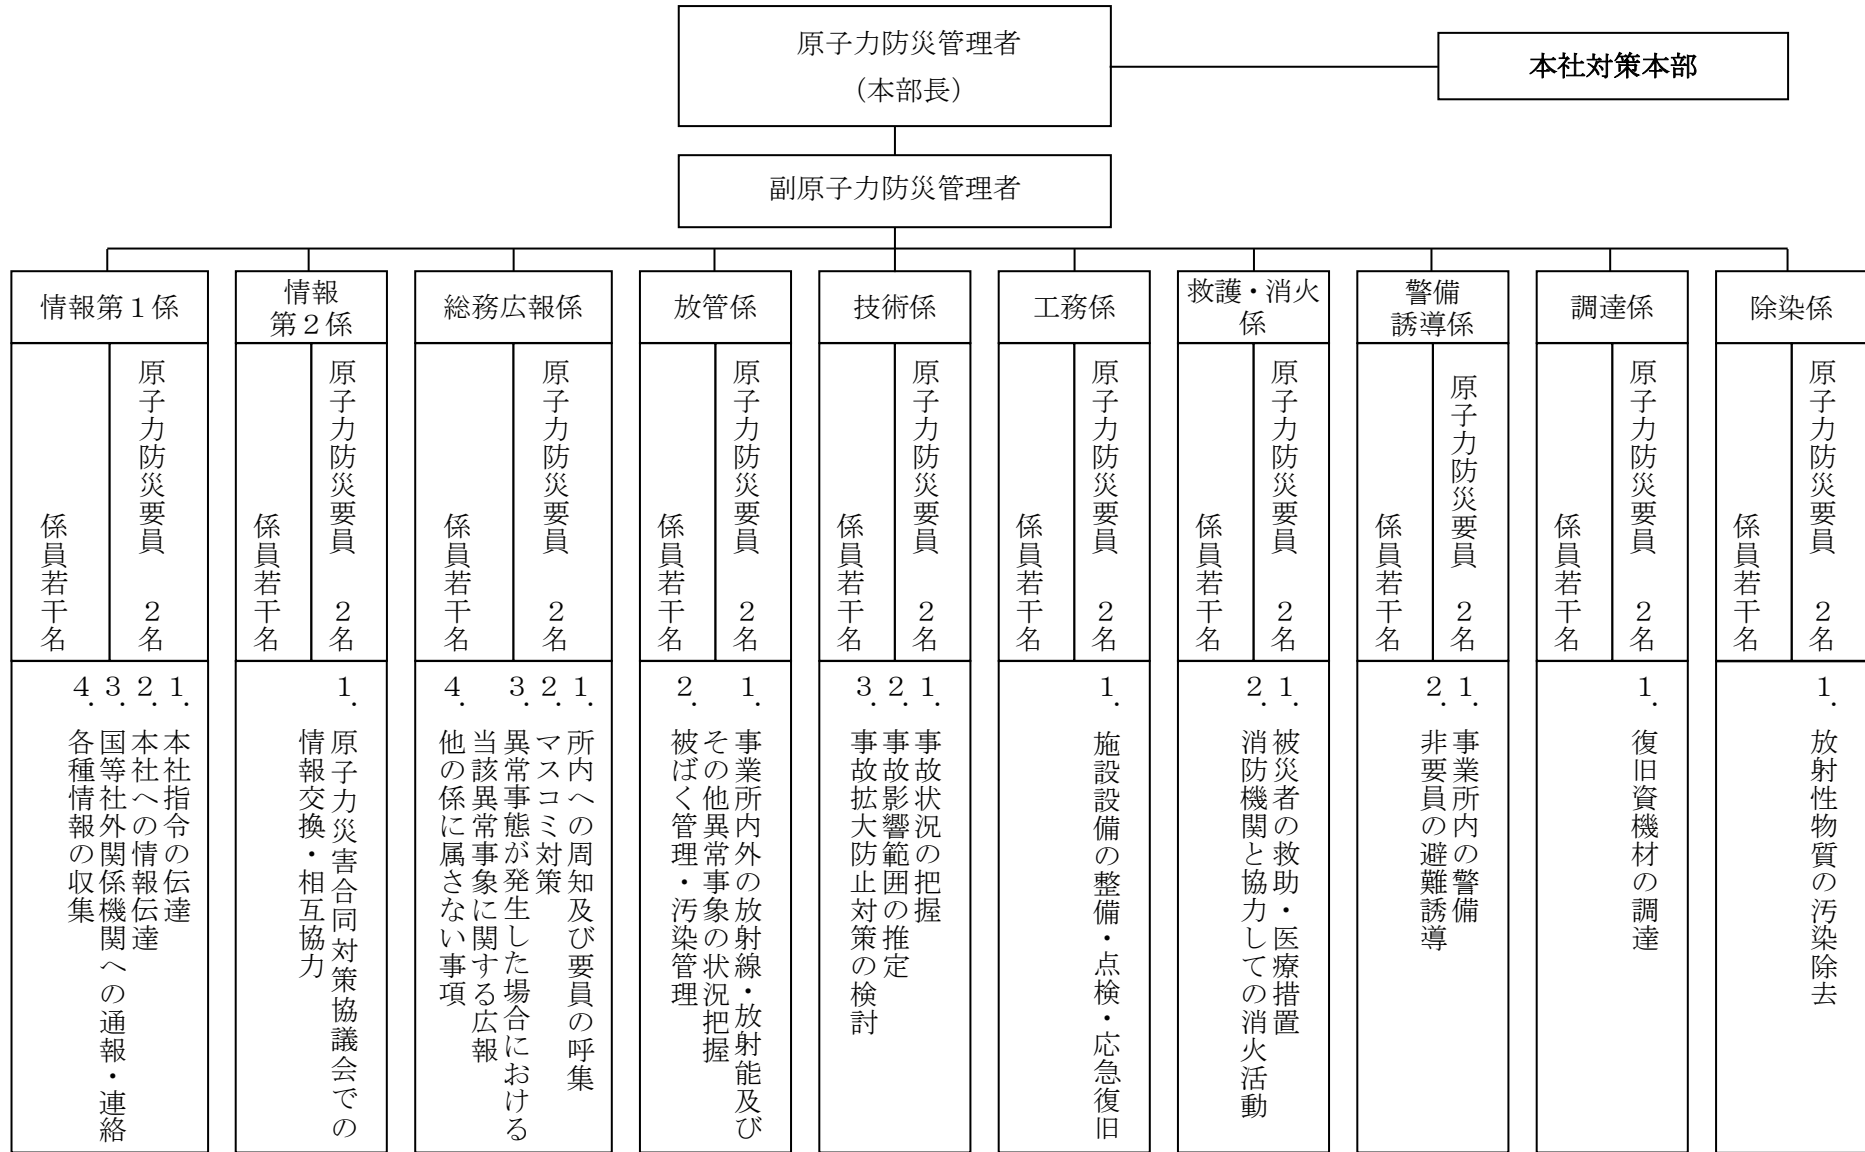 原子力防災管理者
（本部長）
本社対策本部
副原子力防災管理者
情報第１係
原子力防災要員　２名
係員若干名
１．本社指令の伝達
２．本社への情報伝達
３．国等社外関係機関への通報・連絡
４．各種情報の収集
情報
第２係
原子力防災要員　２名
係員若干名
１．原子力災害合同対策協議会での
情報交換・相互協力
総務広報係
原子力防災要員　２名
係員若干名
１．所内への周知及び要員の呼集
２．マスコミ対策
３．異常事態が発生した場合における
当該異常事象に関する広報
４．他の係に属さない事項
放管係
原子力防災要員　２名
係員若干名
１．事業所内外の放射線・放射能及び
その他異常事象の状況把握
２．被ばく管理・汚染管理
技術係
原子力防災要員　２名
係員若干名
１．事故状況の把握
２．事故影響範囲の推定
３．事故拡大防止対策の検討
工務係
原子力防災要員　２名
係員若干名
１．施設設備の整備・点検・応急復旧
救護・消火
係
原子力防災要員　２名
係員若干名
１．被災者の救助・医療措置
２．消防機関と協力しての消火活動
警備
誘導係
原子力防災要員　２名
係員若干名
１．事業所内の警備
２．非要員の避難誘導
調達係
原子力防災要員　２名
係員若干名
１．復旧資機材の調達
除染係
原子力防災要員　２名
係員若干名
１．放射性物質の汚染除去